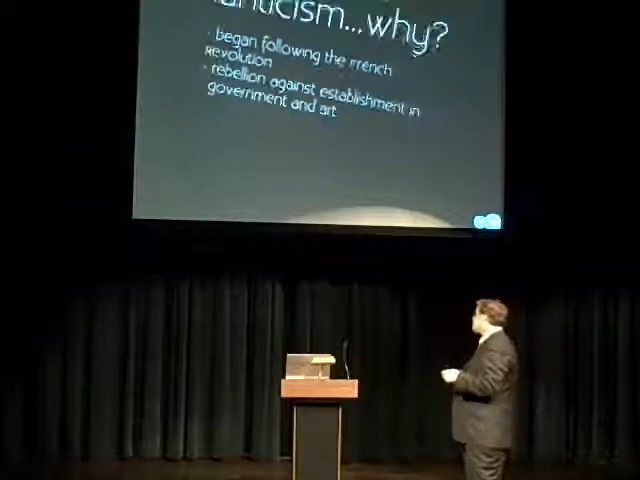 anticism...why?
· began following the French
Revolution
· rebellion against establishment in
government and art